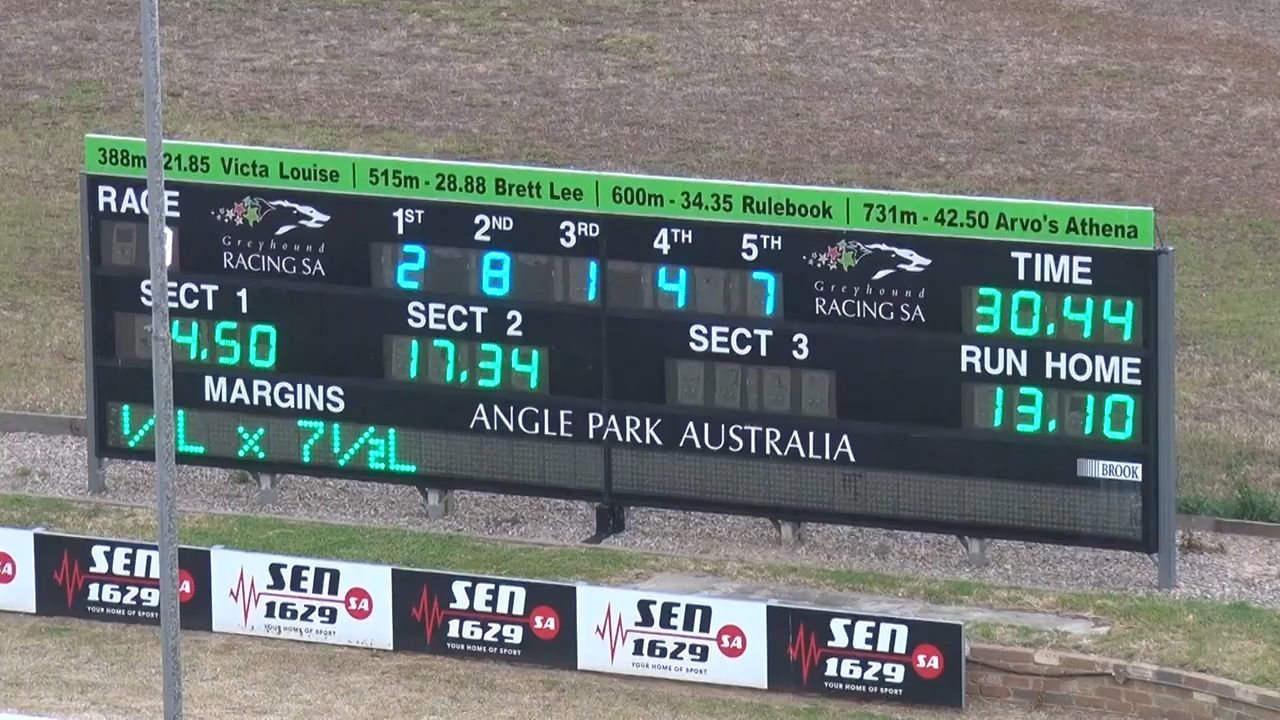 388m 21.85 Victa Louise | 515m - 28.88 Brett Lee | 600m - 34.35 Rulebook | 731m - 42.50 Arvo's Athena
RACE
Greyhound
RACING SA
1ST 2ND 3RD 4TH 5TH
2 8 1 4 7
Greyhound
RACING SA
TIME
30.44
SECT 1
4.50
SECT 2
17.34
SECT 3
RUN HOME
13.10
MARGINS
L x 7½L
ANGLE PARK AUSTRALIA
BROOK
SA
SEN
1629
YOUR HOME OF SPORT
SEN
1629 SA
YOUR HOME OF SPORT
SEN
1629 SA
YOUR HOME OF SPORT
SEN
1629 SA
YOUR HOME OF SPORT
SEN
1629 SA
YOUR HOME OF SPORT